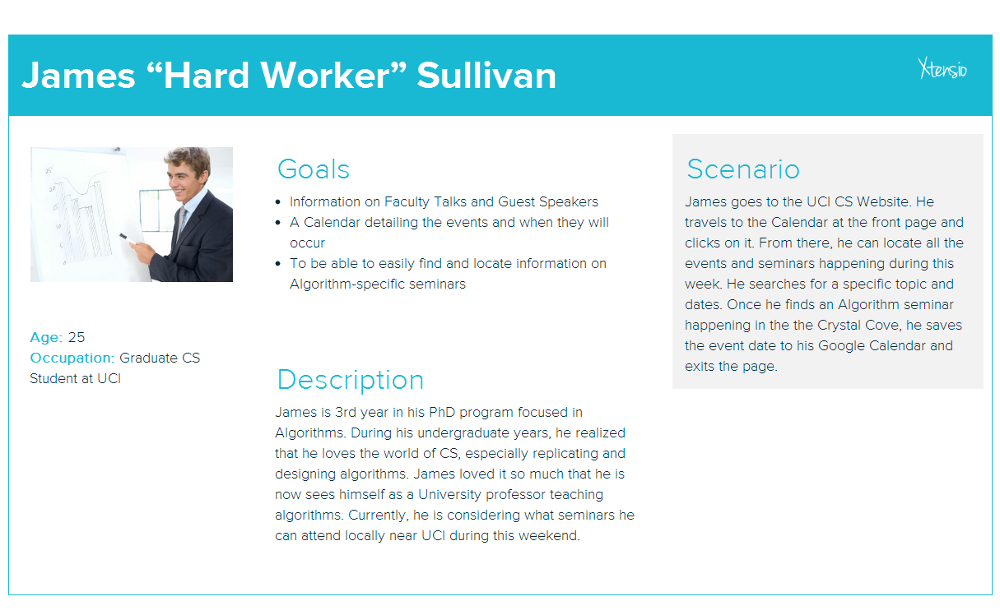 James “Hard Worker” Sullivan
Xtensio
25
20
15
10
5
0
Age: 25
Occupation: Graduate CS
Student at UCI
Goals
• Information on Faculty Talks and Guest Speakers
• A Calendar detailing the events and when they will
occur
• To be able to easily find and locate information on
Algorithm-specific seminars
Description
James is 3rd year in his PhD program focused in
Algorithms. During his undergraduate years, he realized
that he loves the world of CS, especially replicating and
designing algorithms. James loved it so much that he is
now sees himself as a University professor teaching
algorithms. Currently, he is considering what seminars he
can attend locally near UCI during this weekend.
Scenario
James goes to the UCI CS Website. He
travels to the Calendar at the front page and
clicks on it. From there, he can locate all the
events and seminars happening during this
week. He searches for a specific topic and
dates. Once he finds an Algorithm seminar
happening in the the Crystal Cove, he saves
the event date to his Google Calendar and
exits the page.